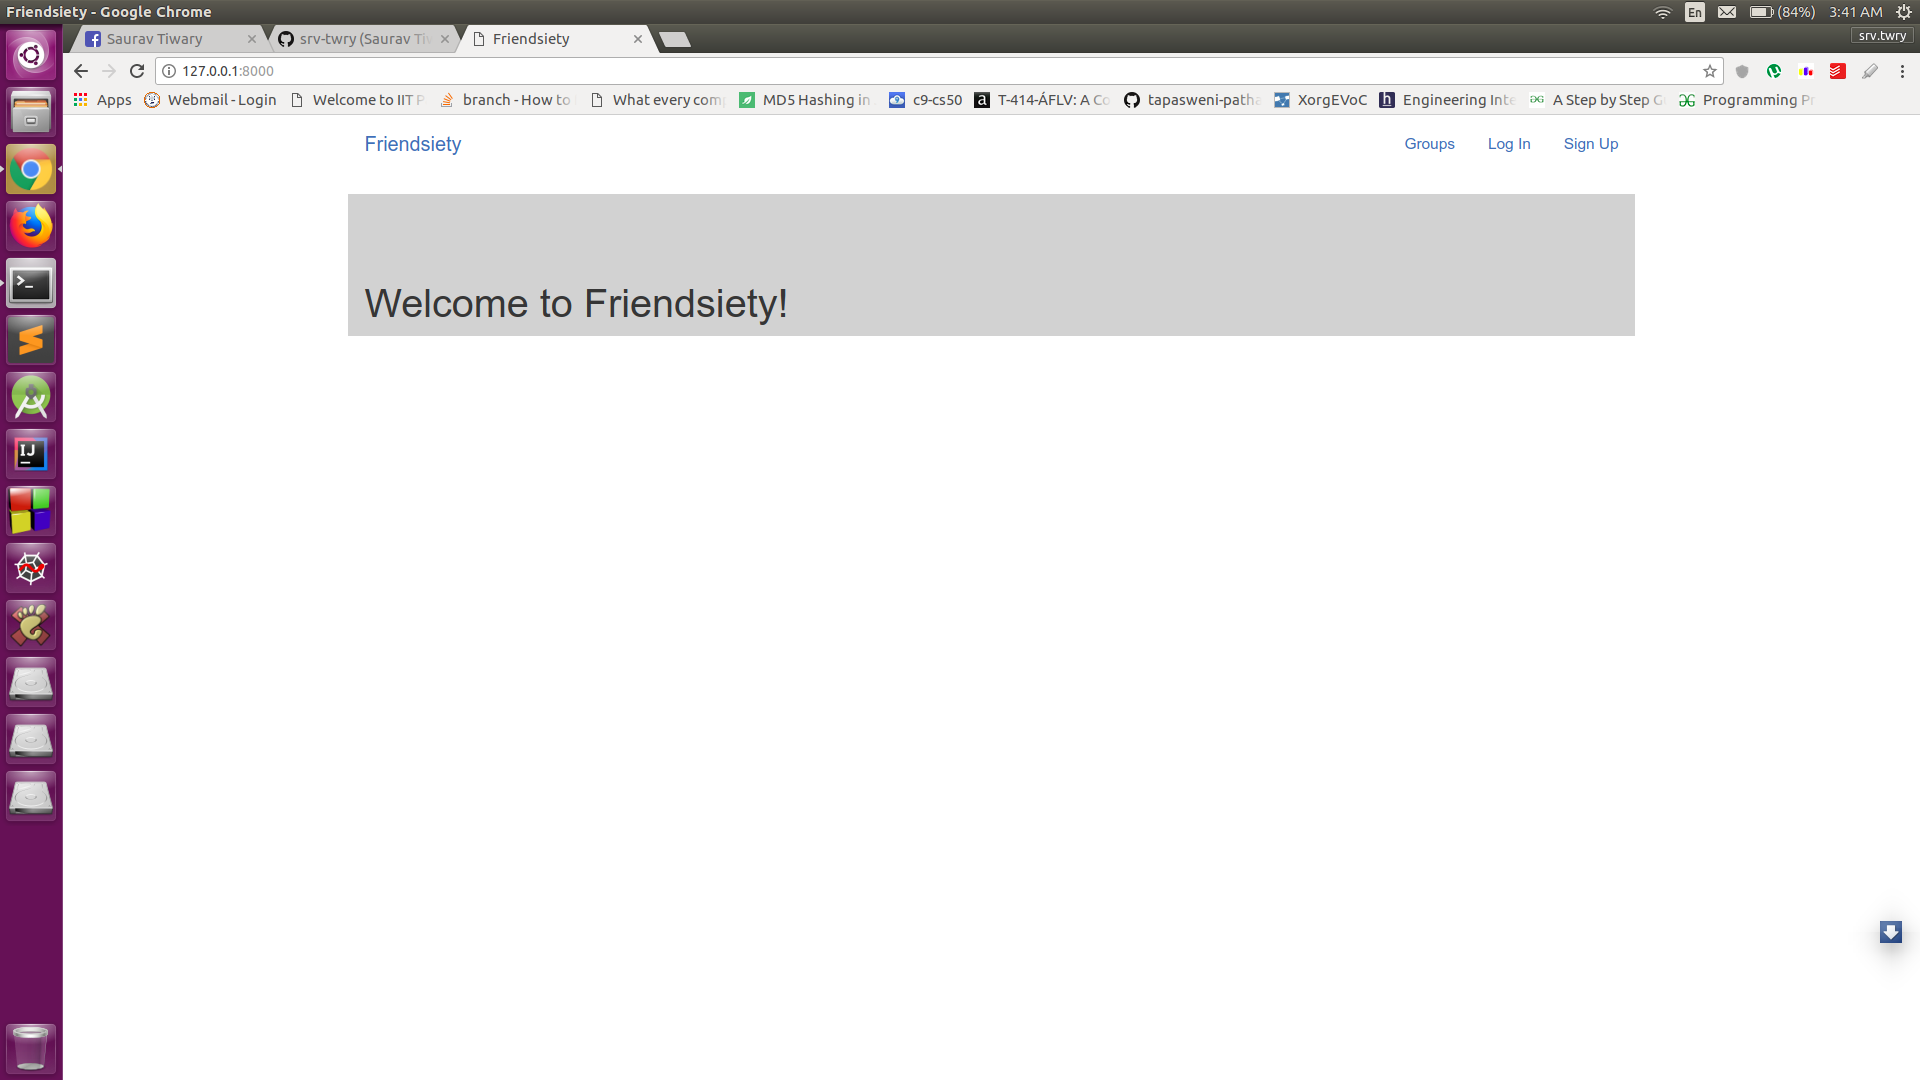 Friendsiety - Google Chrome
En
(84%)
3:41 AM
Saurav Tiwary
srv-twry (Saurav Tiw
Friendsiety
srv.twry
127.0.0.1:8000
Apps
Webmail - Login
Welcome to IIT P
branch - How to
What every com
MD5 Hashing in
c9-cs50
T-414-ÁFLV: A Co
tapasweni-patha
XorgEVoC
Engineering Inte
A Step by Step G
Programming Pr
Friendsiety
Groups
Log In
Sign Up
Welcome to Friendsiety!
IJ